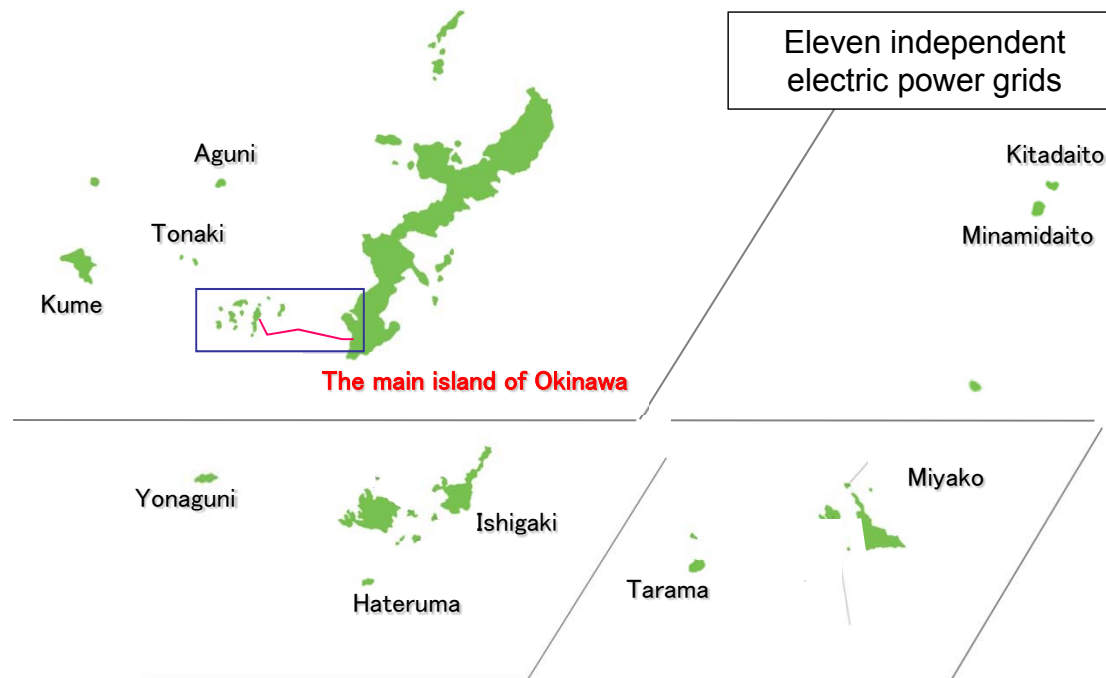 Eleven independent
electric power grids
Aguni
Kitadaito
Tonaki
Minamidaito
Kume
The main island of Okinawa
Yonaguni
Miyako
Ishigaki
Hateruma
Tarama